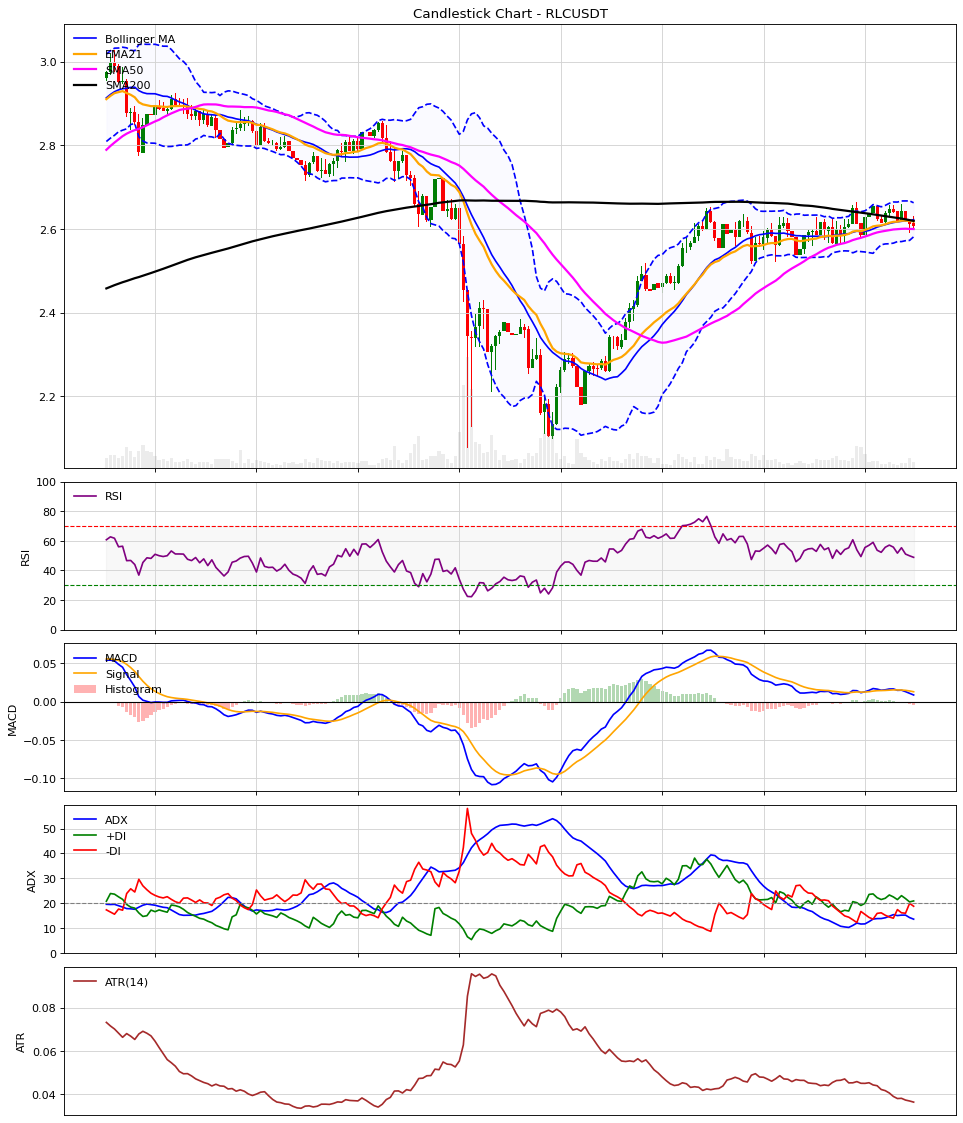 Candlestick Chart - RLCUSDT
Bollinger MA
EMA21
SMA50
SMA200
3.0
2.8
2.6
2.4
2.2
RSI
RSI
100
80
60
40
20
0
MACD
Signal
Histogram
MACD
0.05
0.00
−0.05
−0.10
ADX
+DI
-DI
ADX
50
40
30
20
10
0
ATR(14)
ATR
0.08
0.06
0.04